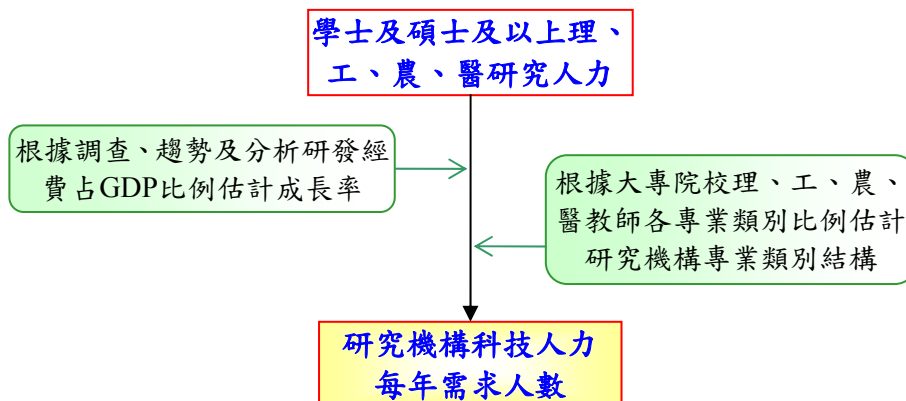 學士及碩士及以上理、
工、農、醫研究人力
根據調查、趨勢及分析研發經
費占GDP比例估計成長率
根據大專院校理、工、農、
醫教師各專業類別比例估計
研究機構專業類別結構
研究機構科技人力
每年需求人數